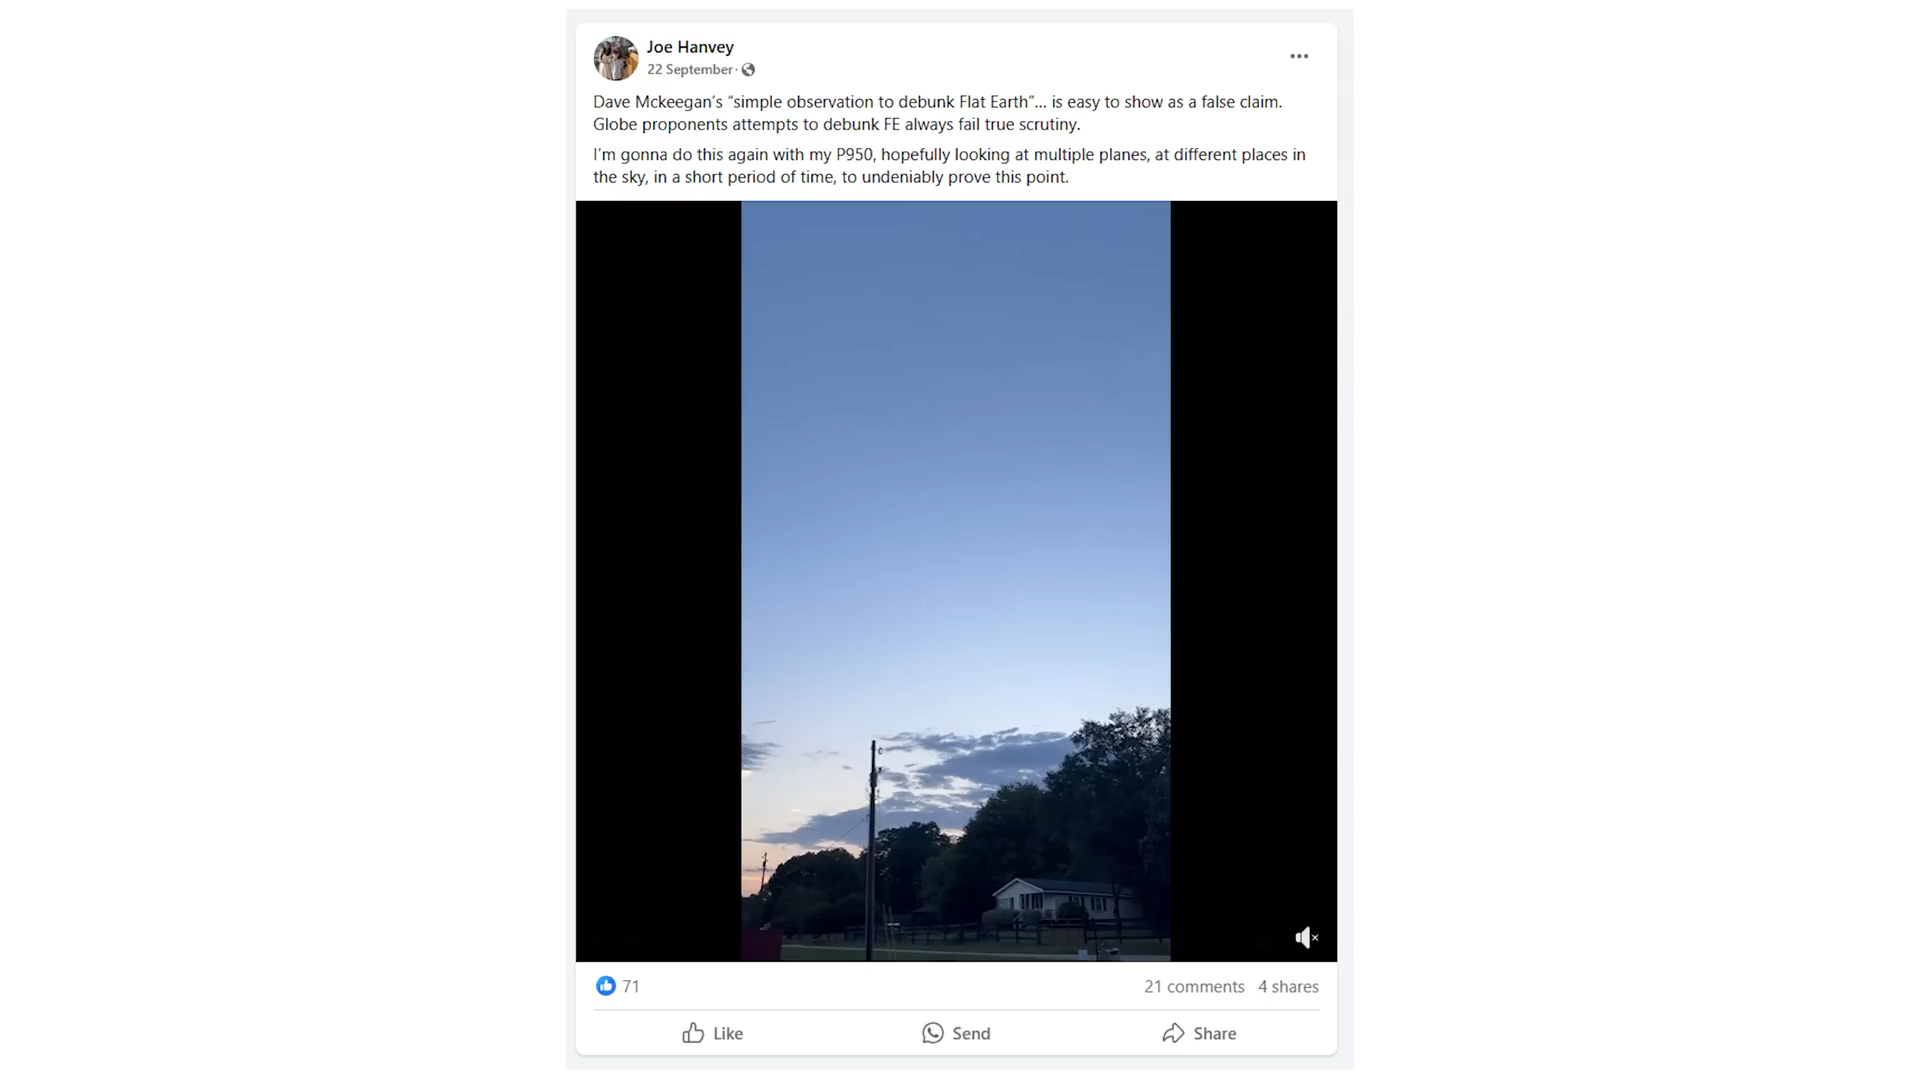 Joe Hanvey
22 September ·
Dave Mckeegan's “simple observation to debunk Flat Earth”... is easy to show as a false claim.
Globe proponents attempts to debunk FE always fail true scrutiny.
I'm gonna do this again with my P950, hopefully looking at multiple planes, at different places in
the sky, in a short period of time, to undeniably prove this point.
71
21 comments 4 shares
Like Send Share